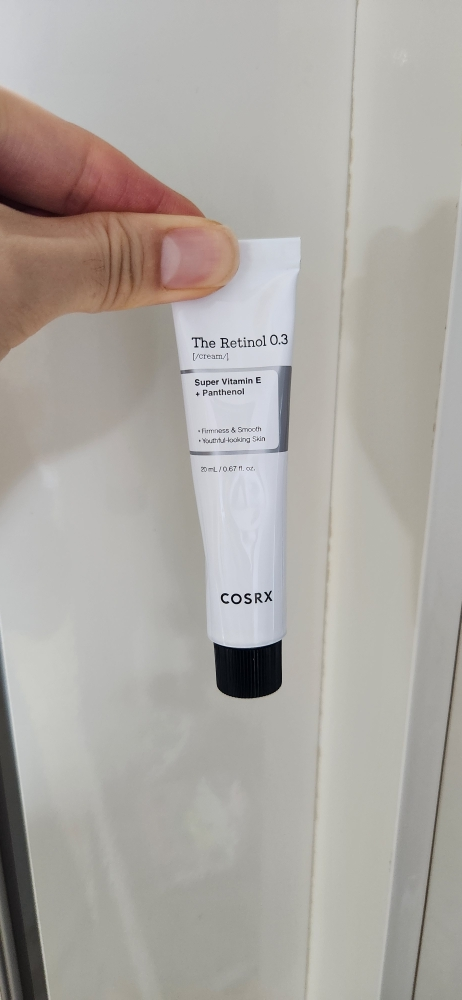 The Retinol 0.3
[/cream/]
Super Vitamin E
+ Panthenol
• Firmness & Smooth
• Youthful-looking Skin
20 mL / 0.67 fl. oz.
COSRX